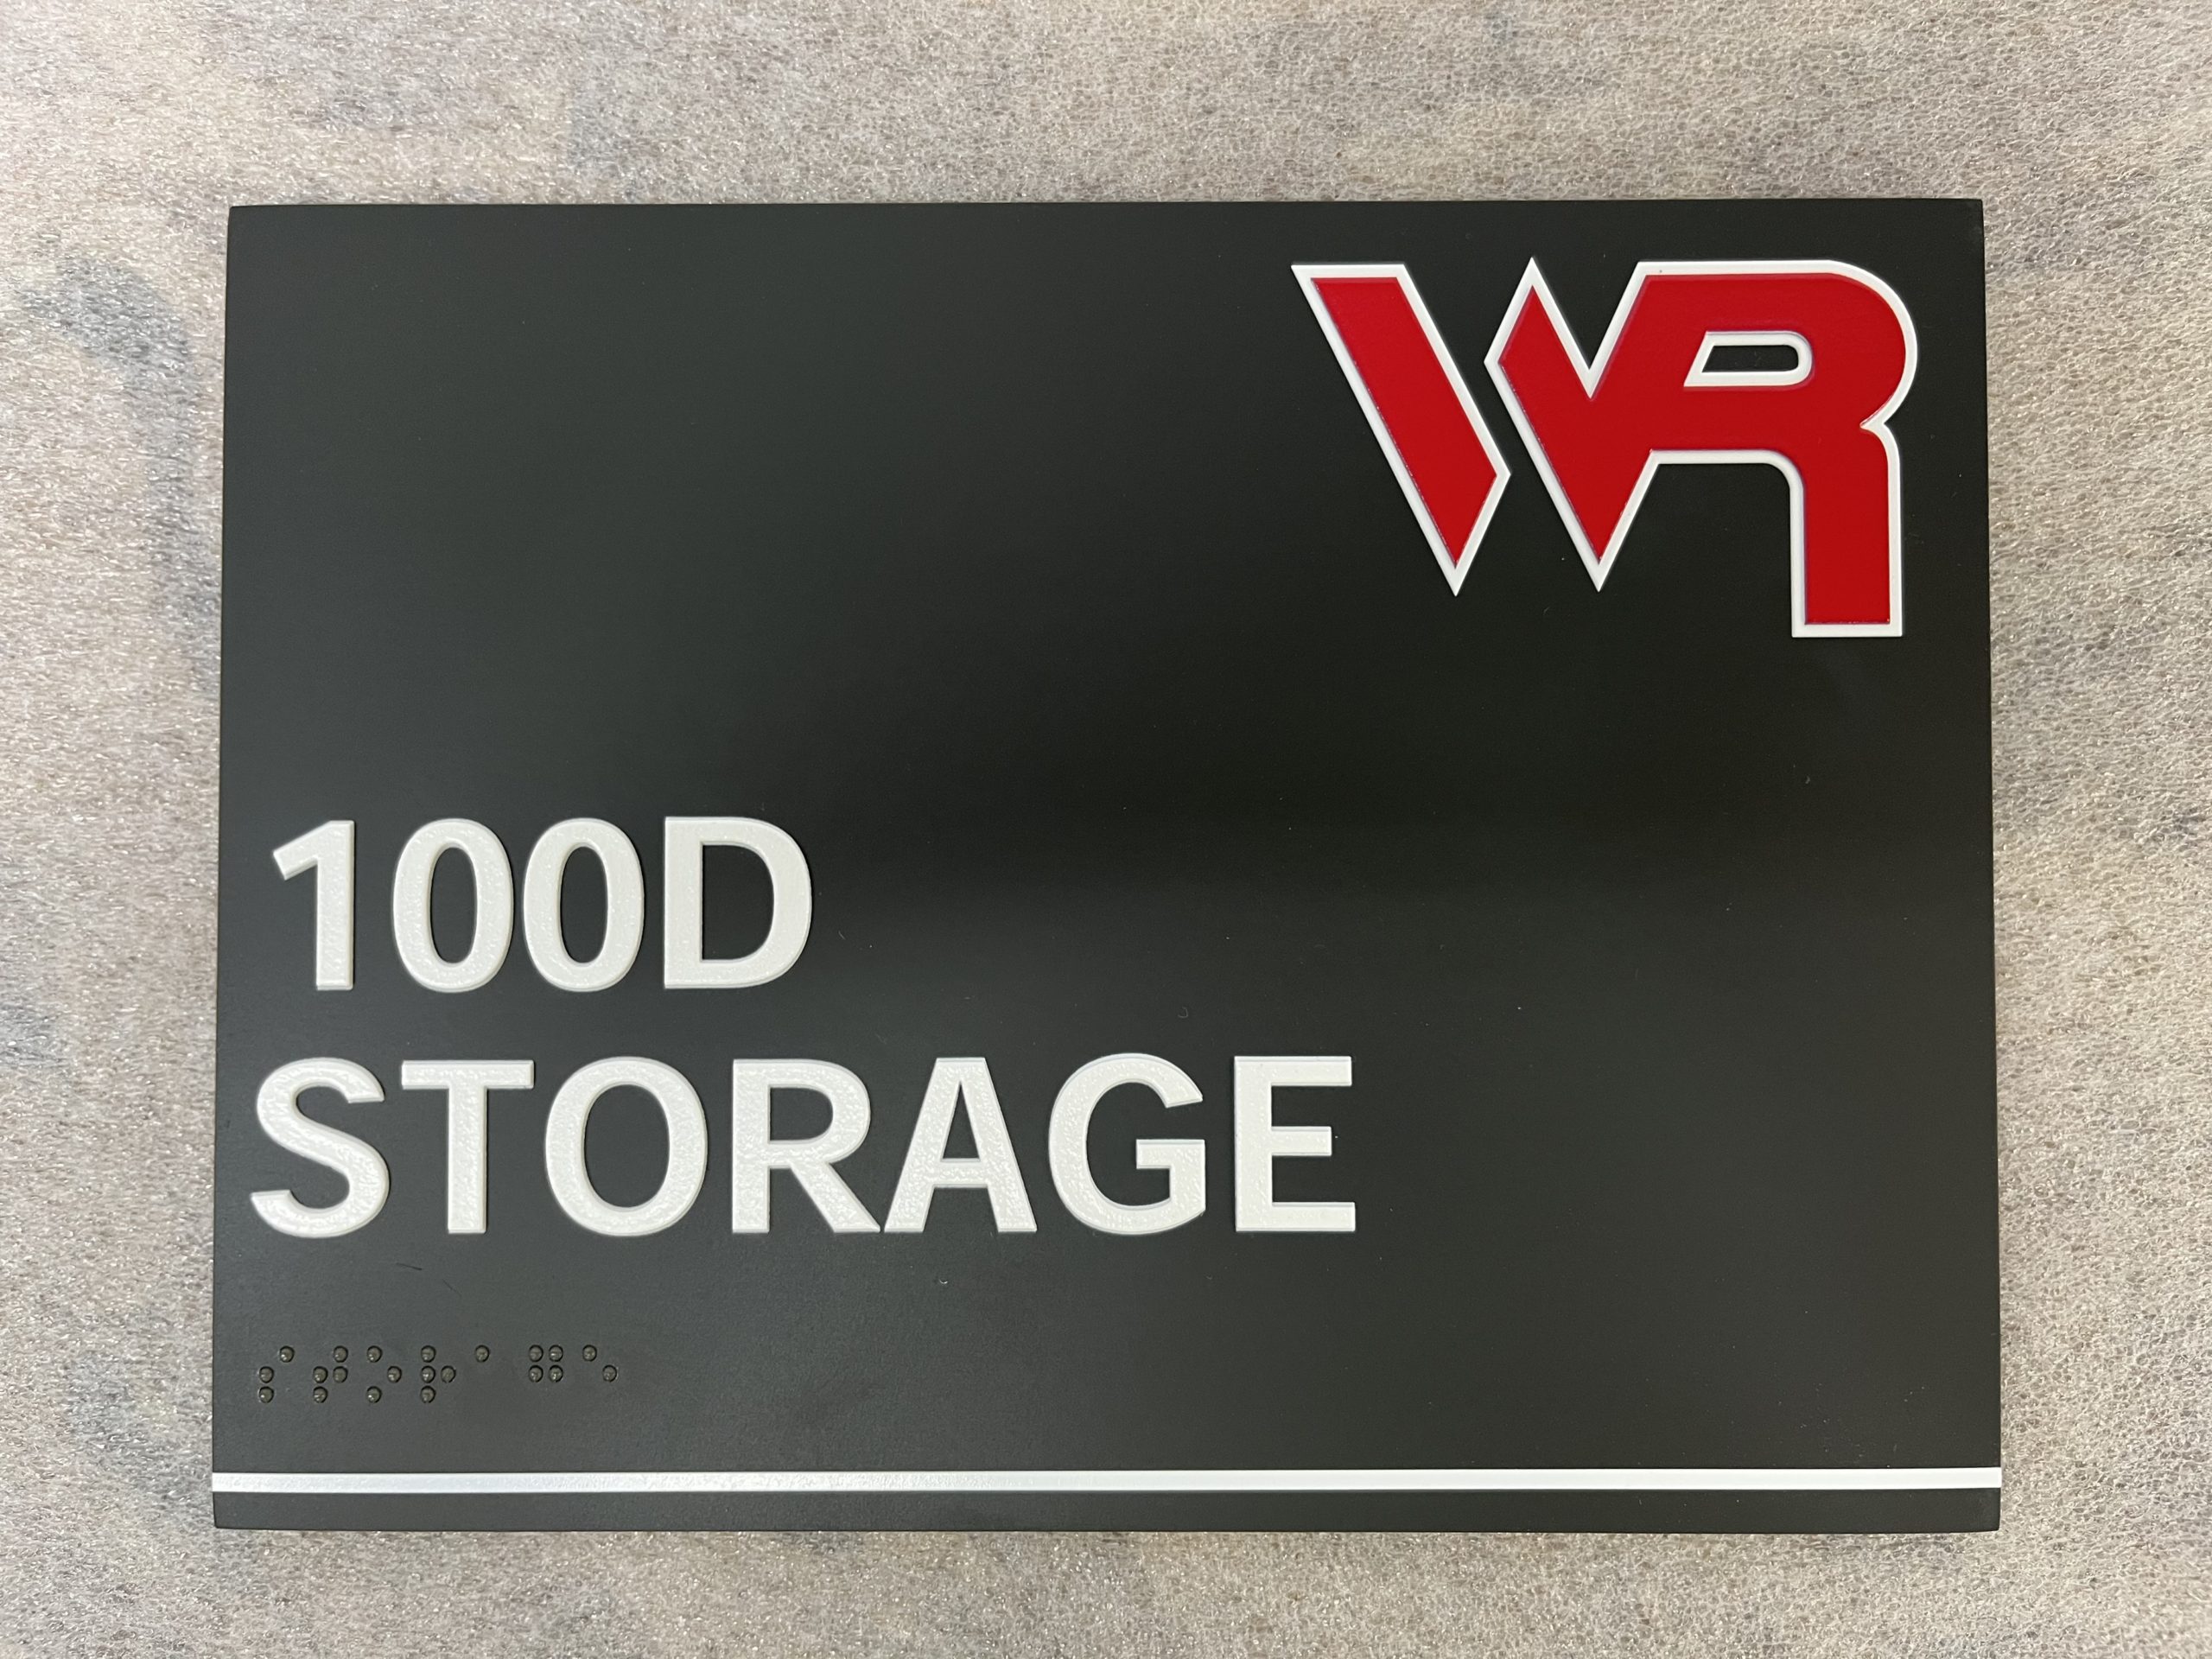 WR
100D
STORAGE
⠎⠞⠕⠗⠁⠛⠑